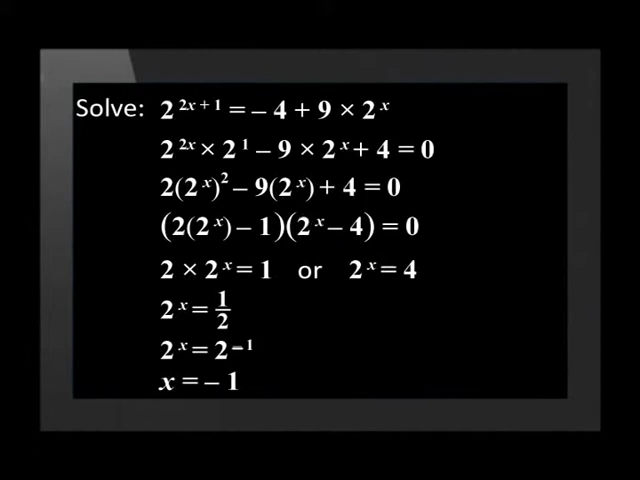 Solve: 2^(2x + 1) = – 4 + 9 × 2^x
2^(2x) × 2^1 – 9 × 2^x + 4 = 0
2(2^x)^2 – 9(2^x) + 4 = 0
(2(2^x) – 1)(2^x – 4) = 0
2 × 2^x = 1 or 2^x = 4
2^x = 1/2
2^x = 2^–1
x = – 1